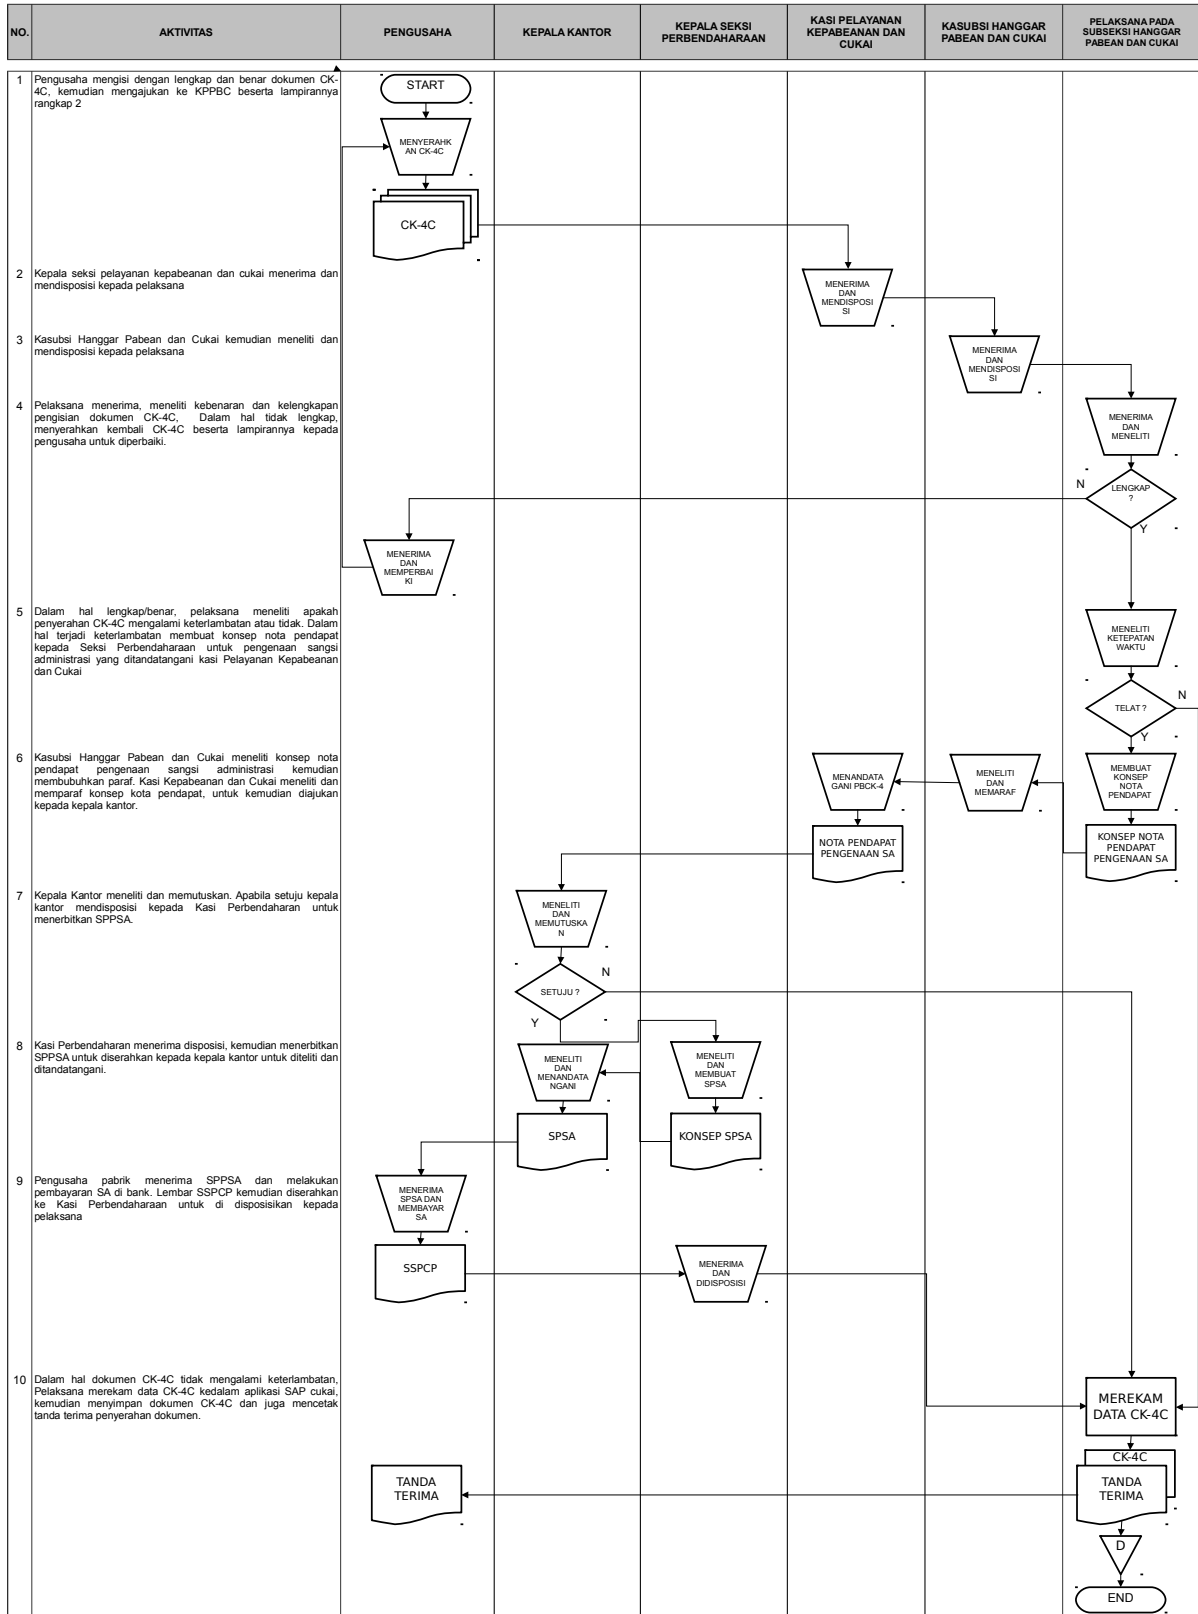 NO.
AKTIVITAS
PENGUSAHA
KEPALA KANTOR
KEPALA SEKSI
PERBENDAHARAAN
KASI PELAYANAN
KEPABEANAN DAN
CUKAI
KASUBSI HANGGAR
PABEAN DAN CUKAI
PELAKSANA PADA
SUBSEKSI HANGGAR
PABEAN DAN CUKAI
1
Pengusaha mengisi dengan lengkap dan benar dokumen CK-
4C, kemudian mengajukan ke KPPBC beserta lampirannya
rangkap 2
START
MENYERAHK
AN CK-4C
CK-4C
2
Kepala seksi pelayanan kepabeanan dan cukai menerima dan
mendisposisi kepada pelaksana
MENERIMA
DAN
MENDISPOSI
SI
3
Kasubsi Hanggar Pabean dan Cukai kemudian meneliti dan
mendisposisi kepada pelaksana
MENERIMA
DAN
MENDISPOSI
SI
4
Pelaksana menerima, meneliti kebenaran dan kelengkapan
pengisian dokumen CK-4C, Dalam hal tidak lengkap,
menyerahkan kembali CK-4C beserta lampirannya kepada
pengusaha untuk diperbaiki.
MENERIMA
DAN
MENELITI
LENGKAP
?
N
Y
MENERIMA
DAN
MEMPERBAI
KI
5
Dalam hal lengkap/benar, pelaksana meneliti apakah
penyerahan CK-4C mengalami keterlambatan atau tidak. Dalam
hal terjadi keterlambatan membuat konsep nota pendapat
kepada Seksi Perbendaharaan untuk pengenaan sangsi
administrasi yang ditandatangani kasi Pelayanan Kepabeanan
dan Cukai
MENELITI
KETEPATAN
WAKTU
TELAT ?
N
Y
6
Kasubsi Hanggar Pabean dan Cukai meneliti konsep nota
pendapat pengenaan sangsi administrasi kemudian
membubuhkan paraf. Kasi Kepabeanan dan Cukai meneliti dan
memparaf konsep kota pendapat, untuk kemudian diajukan
kepada kepala kantor.
MENANDATA
GANI PBCK-4
MENELITI
DAN
MEMARAF
MEMBUAT
KONSEP
NOTA
PENDAPAT
NOTA PENDAPAT
PENGENAAN SA
KONSEP NOTA
PENDAPAT
PENGENAAN SA
7
Kepala Kantor meneliti dan memutuskan. Apabila setuju kepala
kantor mendisposisi kepada Kasi Perbendaharan untuk
menerbitkan SPPSA.
MENELITI
DAN
MEMUTUSKA
N
SETUJU ?
N
Y
8
Kasi Perbendaharan menerima disposisi, kemudian menerbitkan
SPPSA untuk diserahkan kepada kepala kantor untuk diteliti dan
ditandatangani.
MENELITI
DAN
MENANDATA
NGANI
MENELITI
DAN
MEMBUAT
SPSA
SPSA
KONSEP SPSA
9
Pengusaha pabrik menerima SPPSA dan melakukan
pembayaran SA di bank. Lembar SSPCP kemudian diserahkan
ke Kasi Perbendaharaan untuk di disposisikan kepada
pelaksana
MENERIMA
SPSA DAN
MEMBAYAR
SA
SSPCP
MENERIMA
DAN
DIDISPOSISI
10
Dalam hal dokumen CK-4C tidak mengalami keterlambatan,
Pelaksana merekam data CK-4C kedalam aplikasi SAP cukai,
kemudian menyimpan dokumen CK-4C dan juga mencetak
tanda terima penyerahan dokumen.
MEREKAM
DATA CK-4C
CK-4C
TANDA
TERIMA
TANDA
TERIMA
D
END